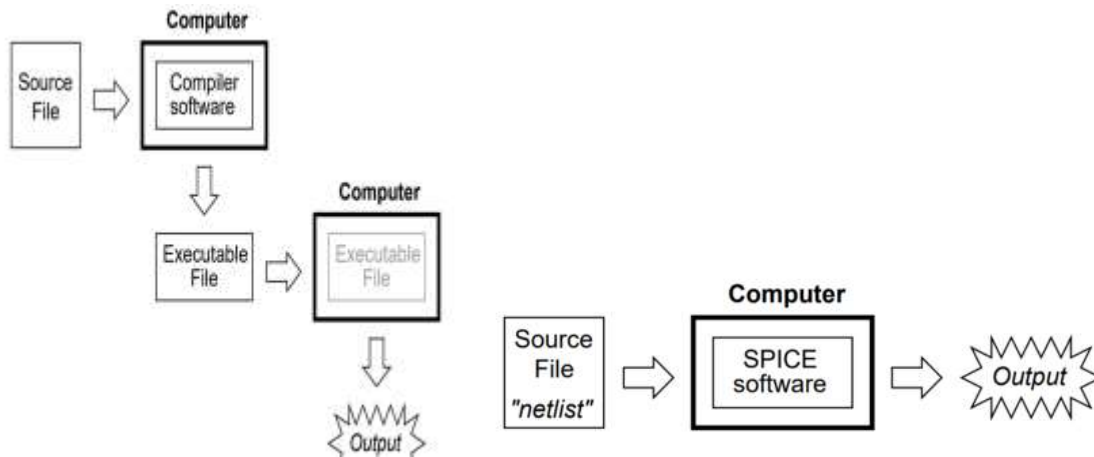 Computer
Source
File
Compiler
software
Computer
Executable
File
Executable
File
Output
Computer
Source
File
"netlist"
SPICE
software
Output